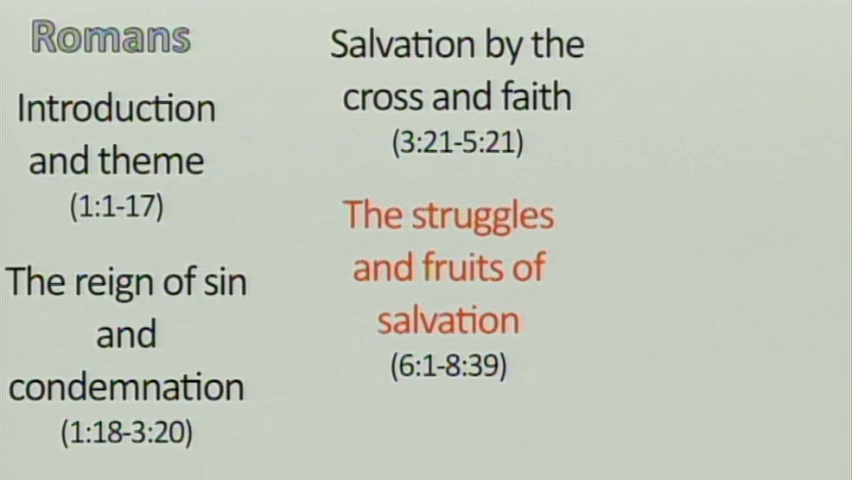 Romans
Introduction
and theme
(1:1-17)
The reign of sin
and
condemnation
(1:18-3:20)
Salvation by the
cross and faith
(3:21-5:21)
The struggles
and fruits of
salvation
(6:1-8:39)